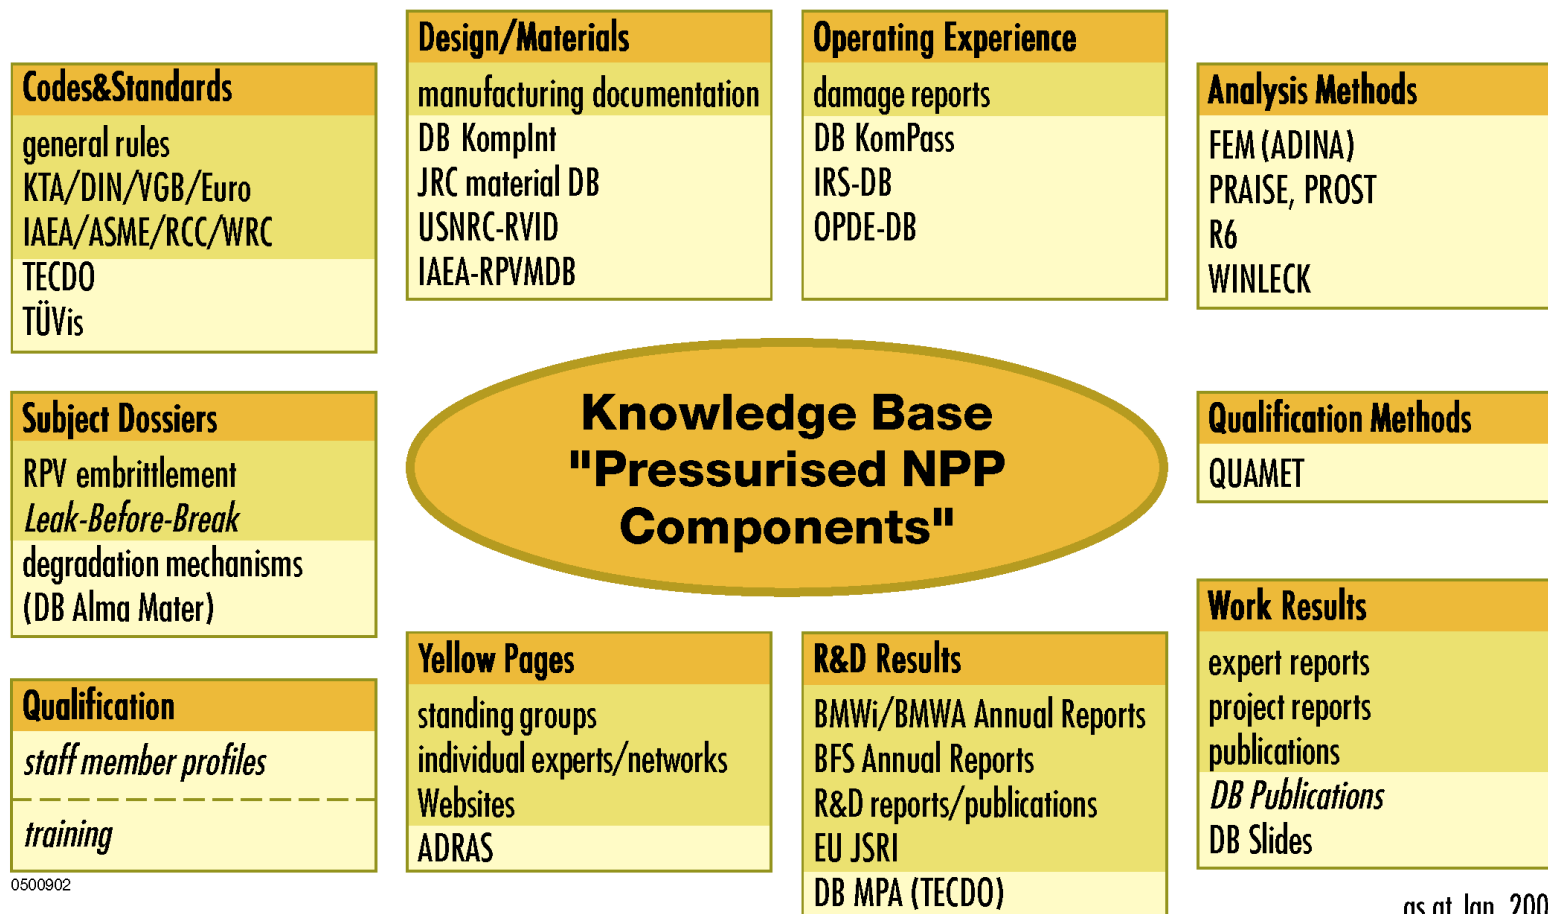 Codes&Standards
general rules
KTA/DIN/VGB/Euro
IAEA/ASME/RCC/WRC
TECDO
TÜVis
Design/Materials
manufacturing documentation
DB KompInt
JRC material DB
USNRC-RVID
IAEA-RPVMDB
Operating Experience
damage reports
DB KomPass
IRS-DB
OPDE-DB
Analysis Methods
FEM (ADINA)
PRAISE, PROST
R6
WINLECK
Subject Dossiers
RPV embrittlement
Leak-Before-Break
degradation mechanisms
(DB Alma Mater)
Knowledge Base
"Pressurised NPP
Components"
Qualification Methods
QUAMET
Qualification
staff member profiles
training
Yellow Pages
standing groups
individual experts/networks
Websites
ADRAS
R&D Results
BMWi/BMWA Annual Reports
BFS Annual Reports
R&D reports/publications
EU JSRI
DB MPA (TECDO)
Work Results
expert reports
project reports
publications
DB Publications
DB Slides
0500902
as at Jan. 200